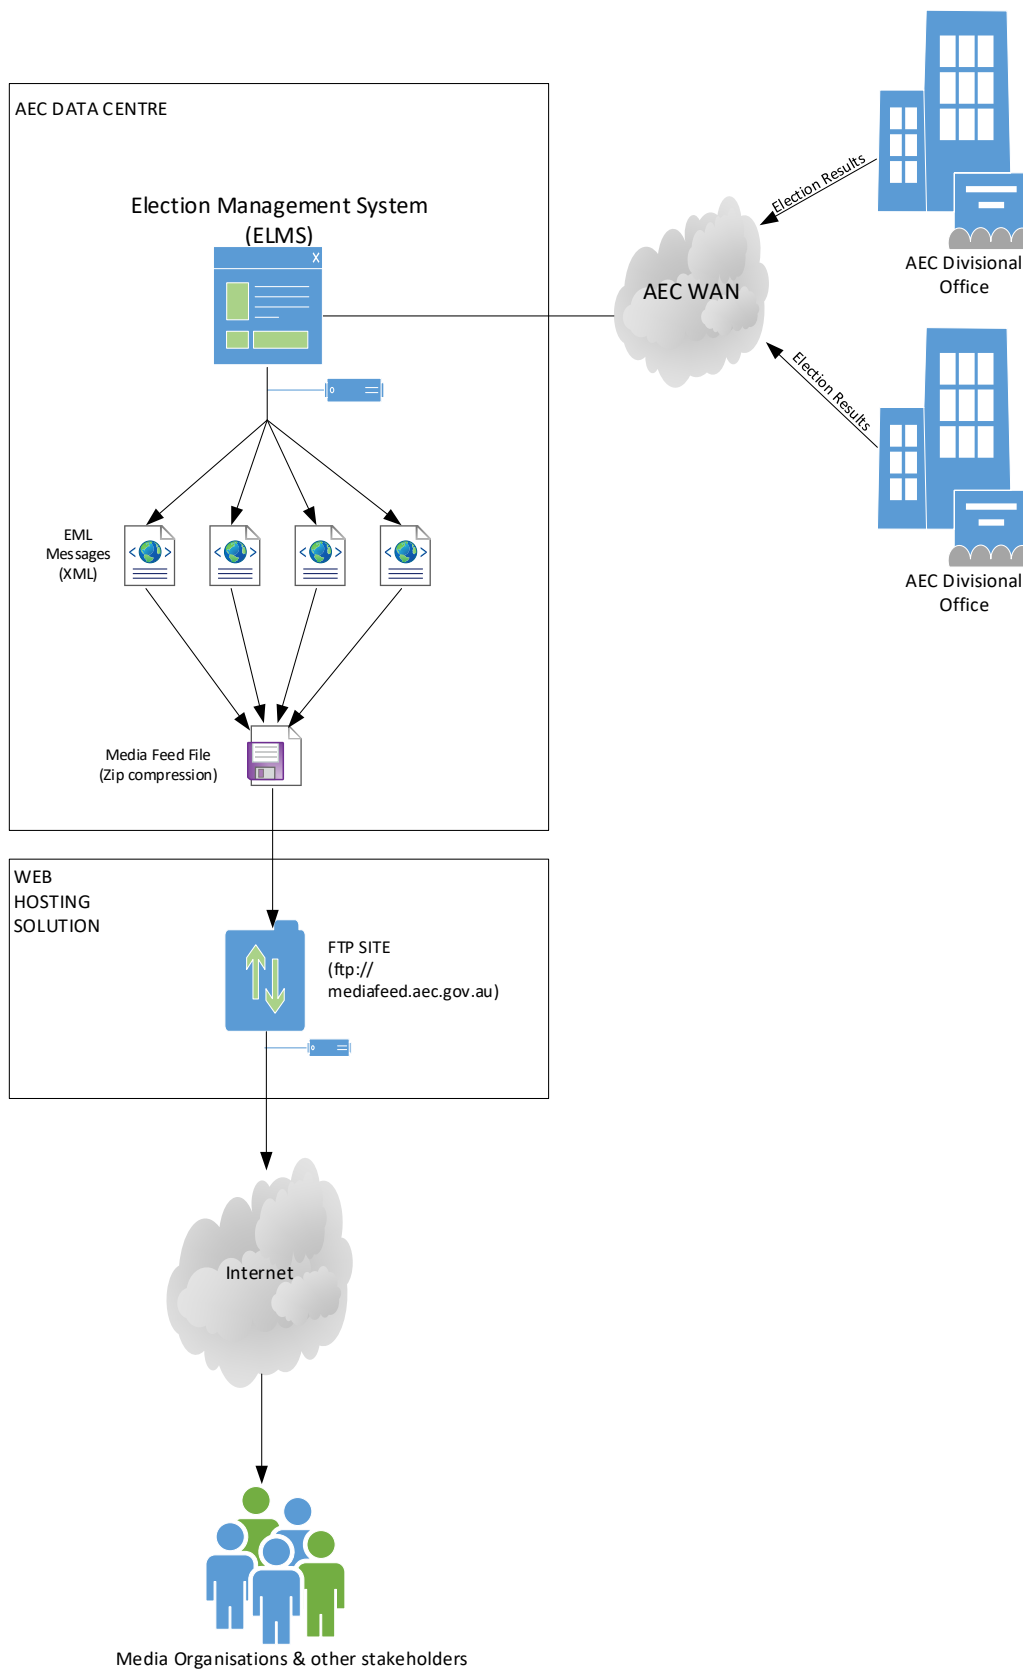 AEC DATA CENTRE
Election Management System
(ELMS)
X
Election Results
AEC WAN
AEC Divisional
Office
Election Results
AEC Divisional
Office
EML
Messages
(XML)
Media Feed File
(Zip compression)
WEB
HOSTING
SOLUTION
FTP SITE
(ftp://
mediafeed.aec.gov.au)
Internet
Media Organisations & other stakeholders